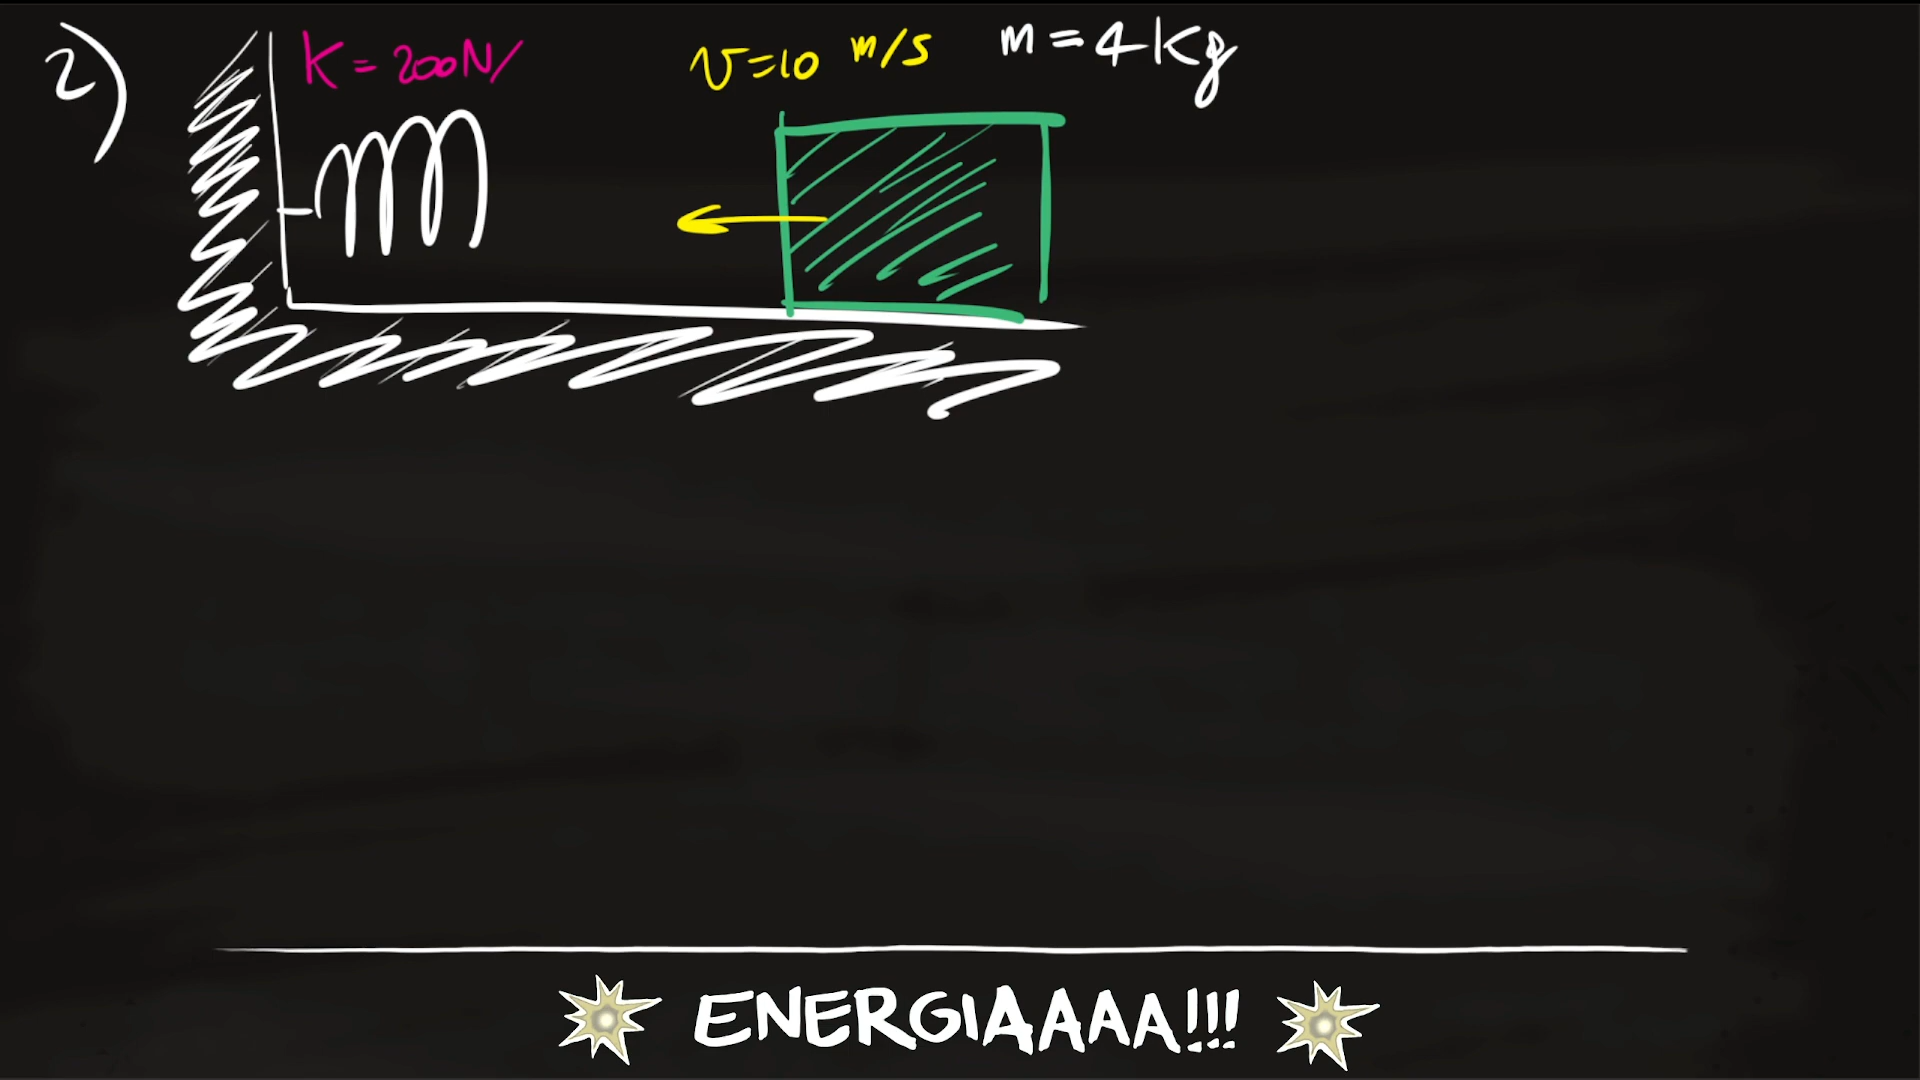 2)
K = 200N/
v=10 m/s
m = 4 Kg
ENERGIAAAA!!!